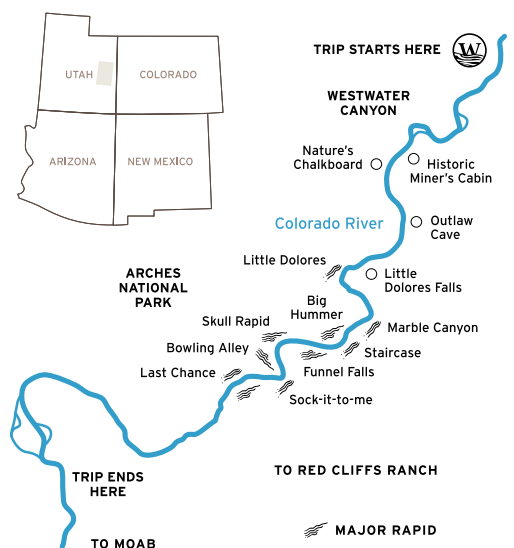 TRIP STARTS HERE
W
UTAH
COLORADO
WESTWATER
CANYON
Nature's
Chalkboard
ARIZONA
NEW MEXICO
Historic
Miner's Cabin
Colorado River
Outlaw
Cave
Little Dolores
ARCHES
NATIONAL
PARK
Little
Dolores Falls
Big
Hummer
Skull Rapid
Marble Canyon
Bowling Alley
Staircase
Last Chance
Funnel Falls
Sock-it-to-me
TRIP ENDS
HERE
TO RED CLIFFS RANCH
MAJOR RAPID
TO MOAB